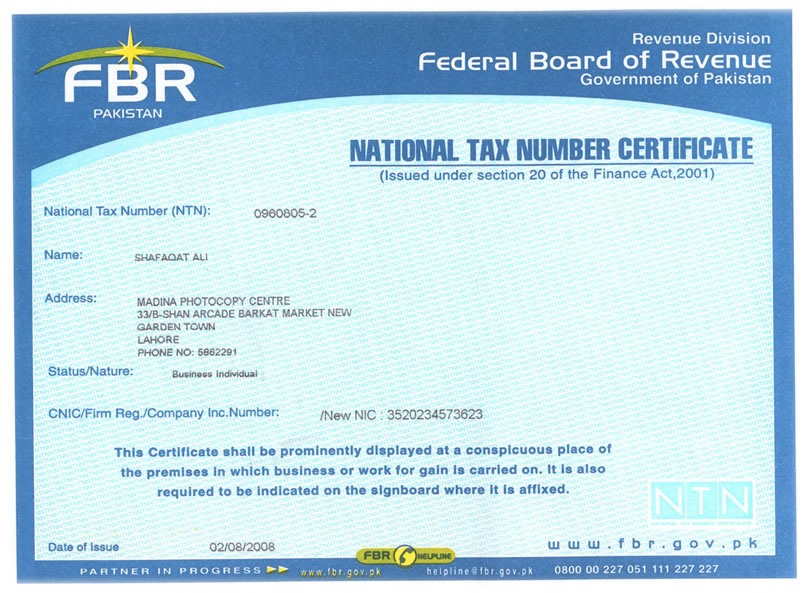 FBR
PAKISTAN
Revenue Division
Federal Board of Revenue
Government of Pakistan
NATIONAL TAX NUMBER CERTIFICATE
(Issued under section 20 of the Finance Act,2001)
National Tax Number (NTN): 0960805-2
Name: SHAFAQAT ALI
Address: MADINA PHOTOCOPY CENTRE
33/B-SHAN ARCADE BARKAT MARKET NEW
GARDEN TOWN
LAHORE
PHONE NO: 5862291
Status/Nature: Business Individual
CNIC/Firm Reg./Company Inc.Number: /New NIC : 3520234573623
This Certificate shall be prominently displayed at a conspicuous place of
the premises in which business or work for gain is carried on. It is also
required to be indicated on the signboard where it is affixed.
NTN
Date of Issue 02/08/2008
www.fbr.gov.pk
FBR HELPLINE
PARTNER IN PROGRESS www.fbr.gov.pk helpline@fbr.gov.pk 0800 00 227 051 111 227 227